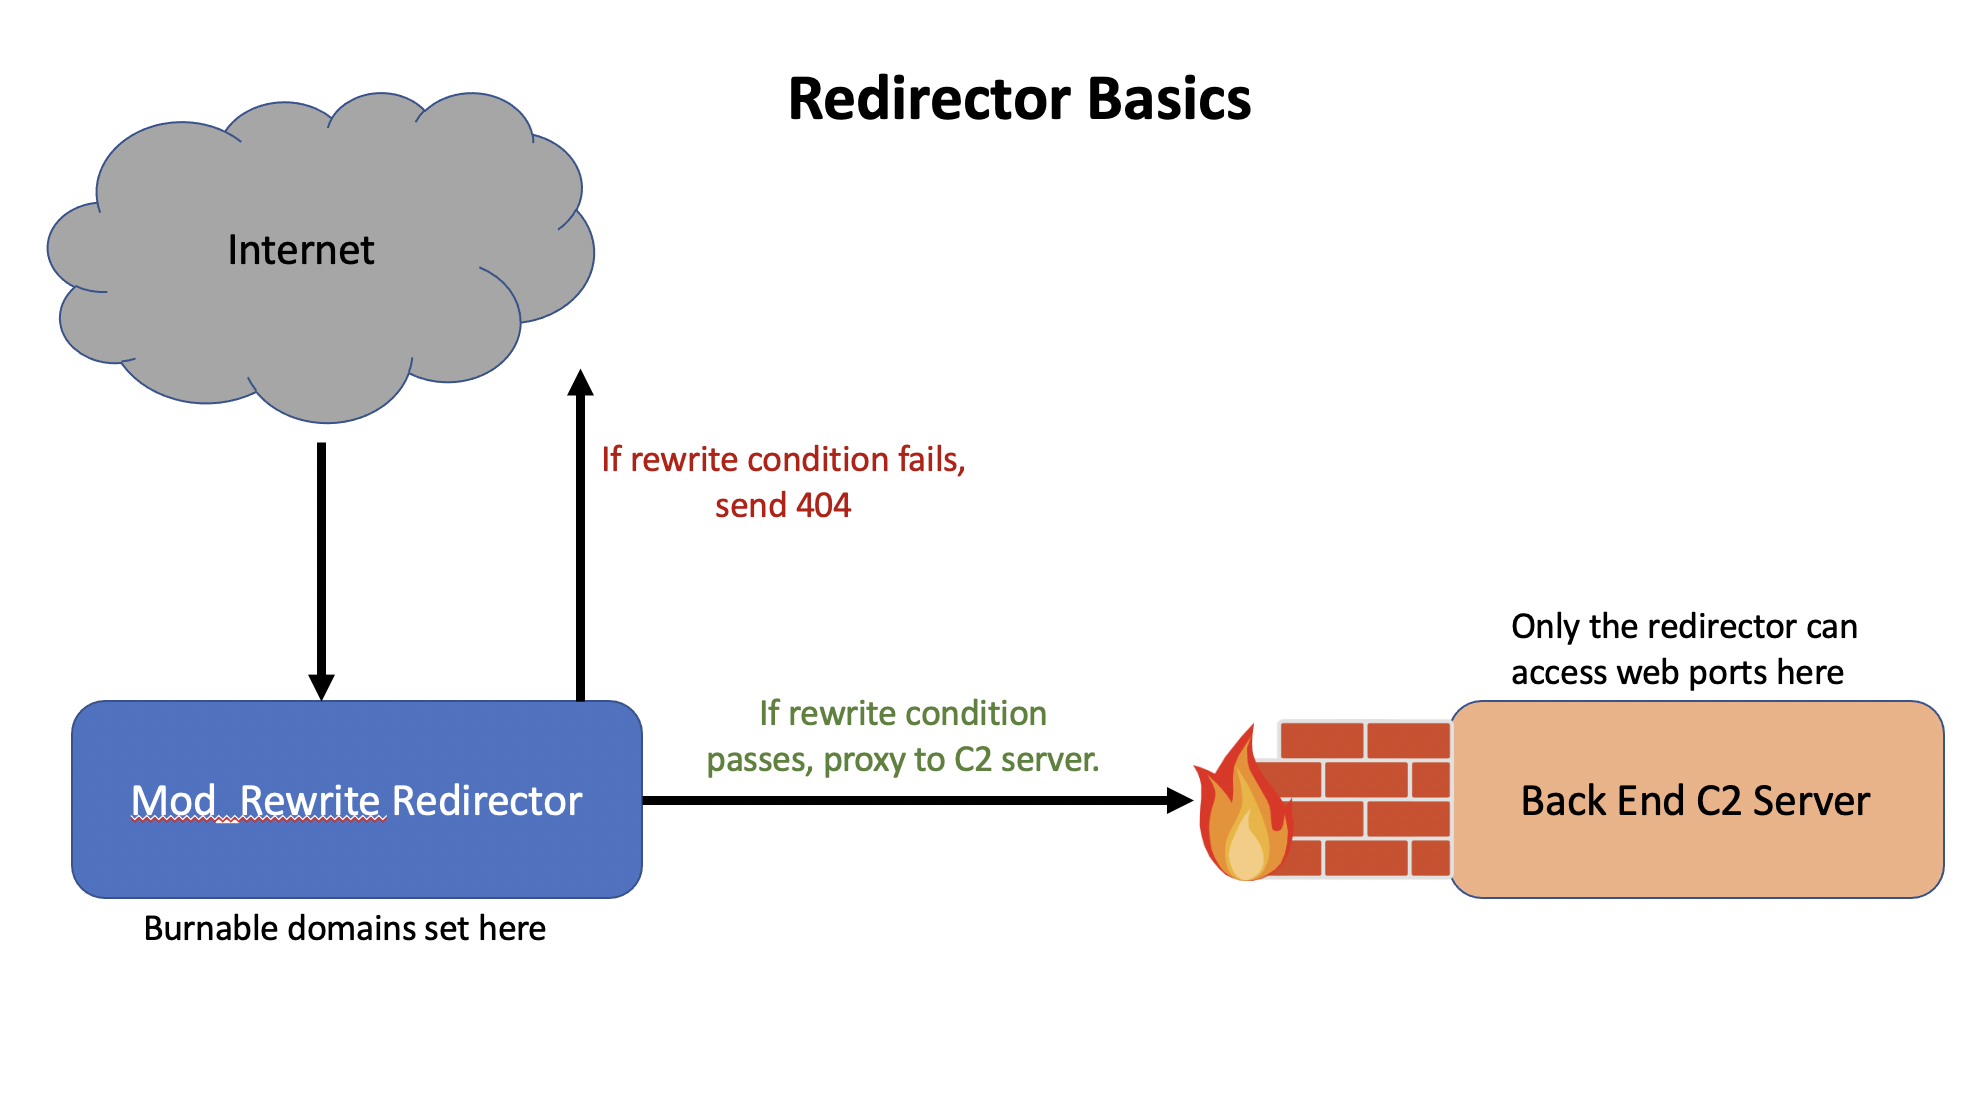 Redirector Basics
Internet
If rewrite condition fails,
send 404
Only the redirector can
access web ports here
If rewrite condition
passes, proxy to C2 server.
Mod_Rewrite Redirector
Back End C2 Server
Burnable domains set here